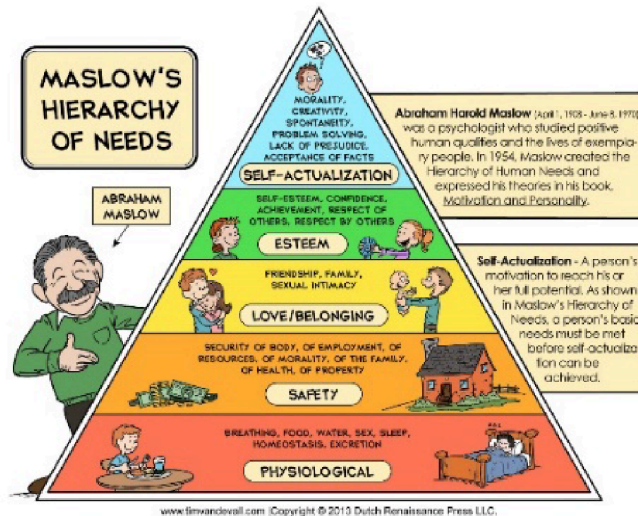 MASLOW'S
HIERARCHY
OF NEEDS
ABRAHAM
MASLOW
MORALITY,
CREATIVITY,
SPONTANEITY,
PROBLEM SOLVING,
LACK OF PREJUDICE,
ACCEPTANCE OF FACTS
SELF-ACTUALIZATION
SELF-ESTEEM, CONFIDENCE,
ACHIEVEMENT, RESPECT OF
OTHERS, RESPECT BY OTHERS
ESTEEM
FRIENDSHIP, FAMILY,
SEXUAL INTIMACY
LOVE/BELONGING
SECURITY OF BODY, OF EMPLOYMENT, OF
RESOURCES, OF MORALITY, OF THE FAMILY,
OF HEALTH, OF PROPERTY
SAFETY
BREATHING, FOOD, WATER, SEX, SLEEP,
HOMEOSTASIS, EXCRETION
PHYSIOLOGICAL
Abraham Harold Maslow (April 1, 1908 - June 8, 1970)
was a psychologist who studied positive
human qualities and the lives of exempla-
ry people. In 1954, Maslow created the
Hierarchy of Human Needs and
expressed his theories in his book,
Motivation and Personality.
Self-Actualization - A person's
motivation to reach his or
her full potential. As shown
in Maslow's Hierarchy of
Needs, a person's basic
needs must be met
before self-actualiza-
tion can be
achieved.
www.timvandevall.com |Copyright © 2013 Dutch Renaissance Press LLC.